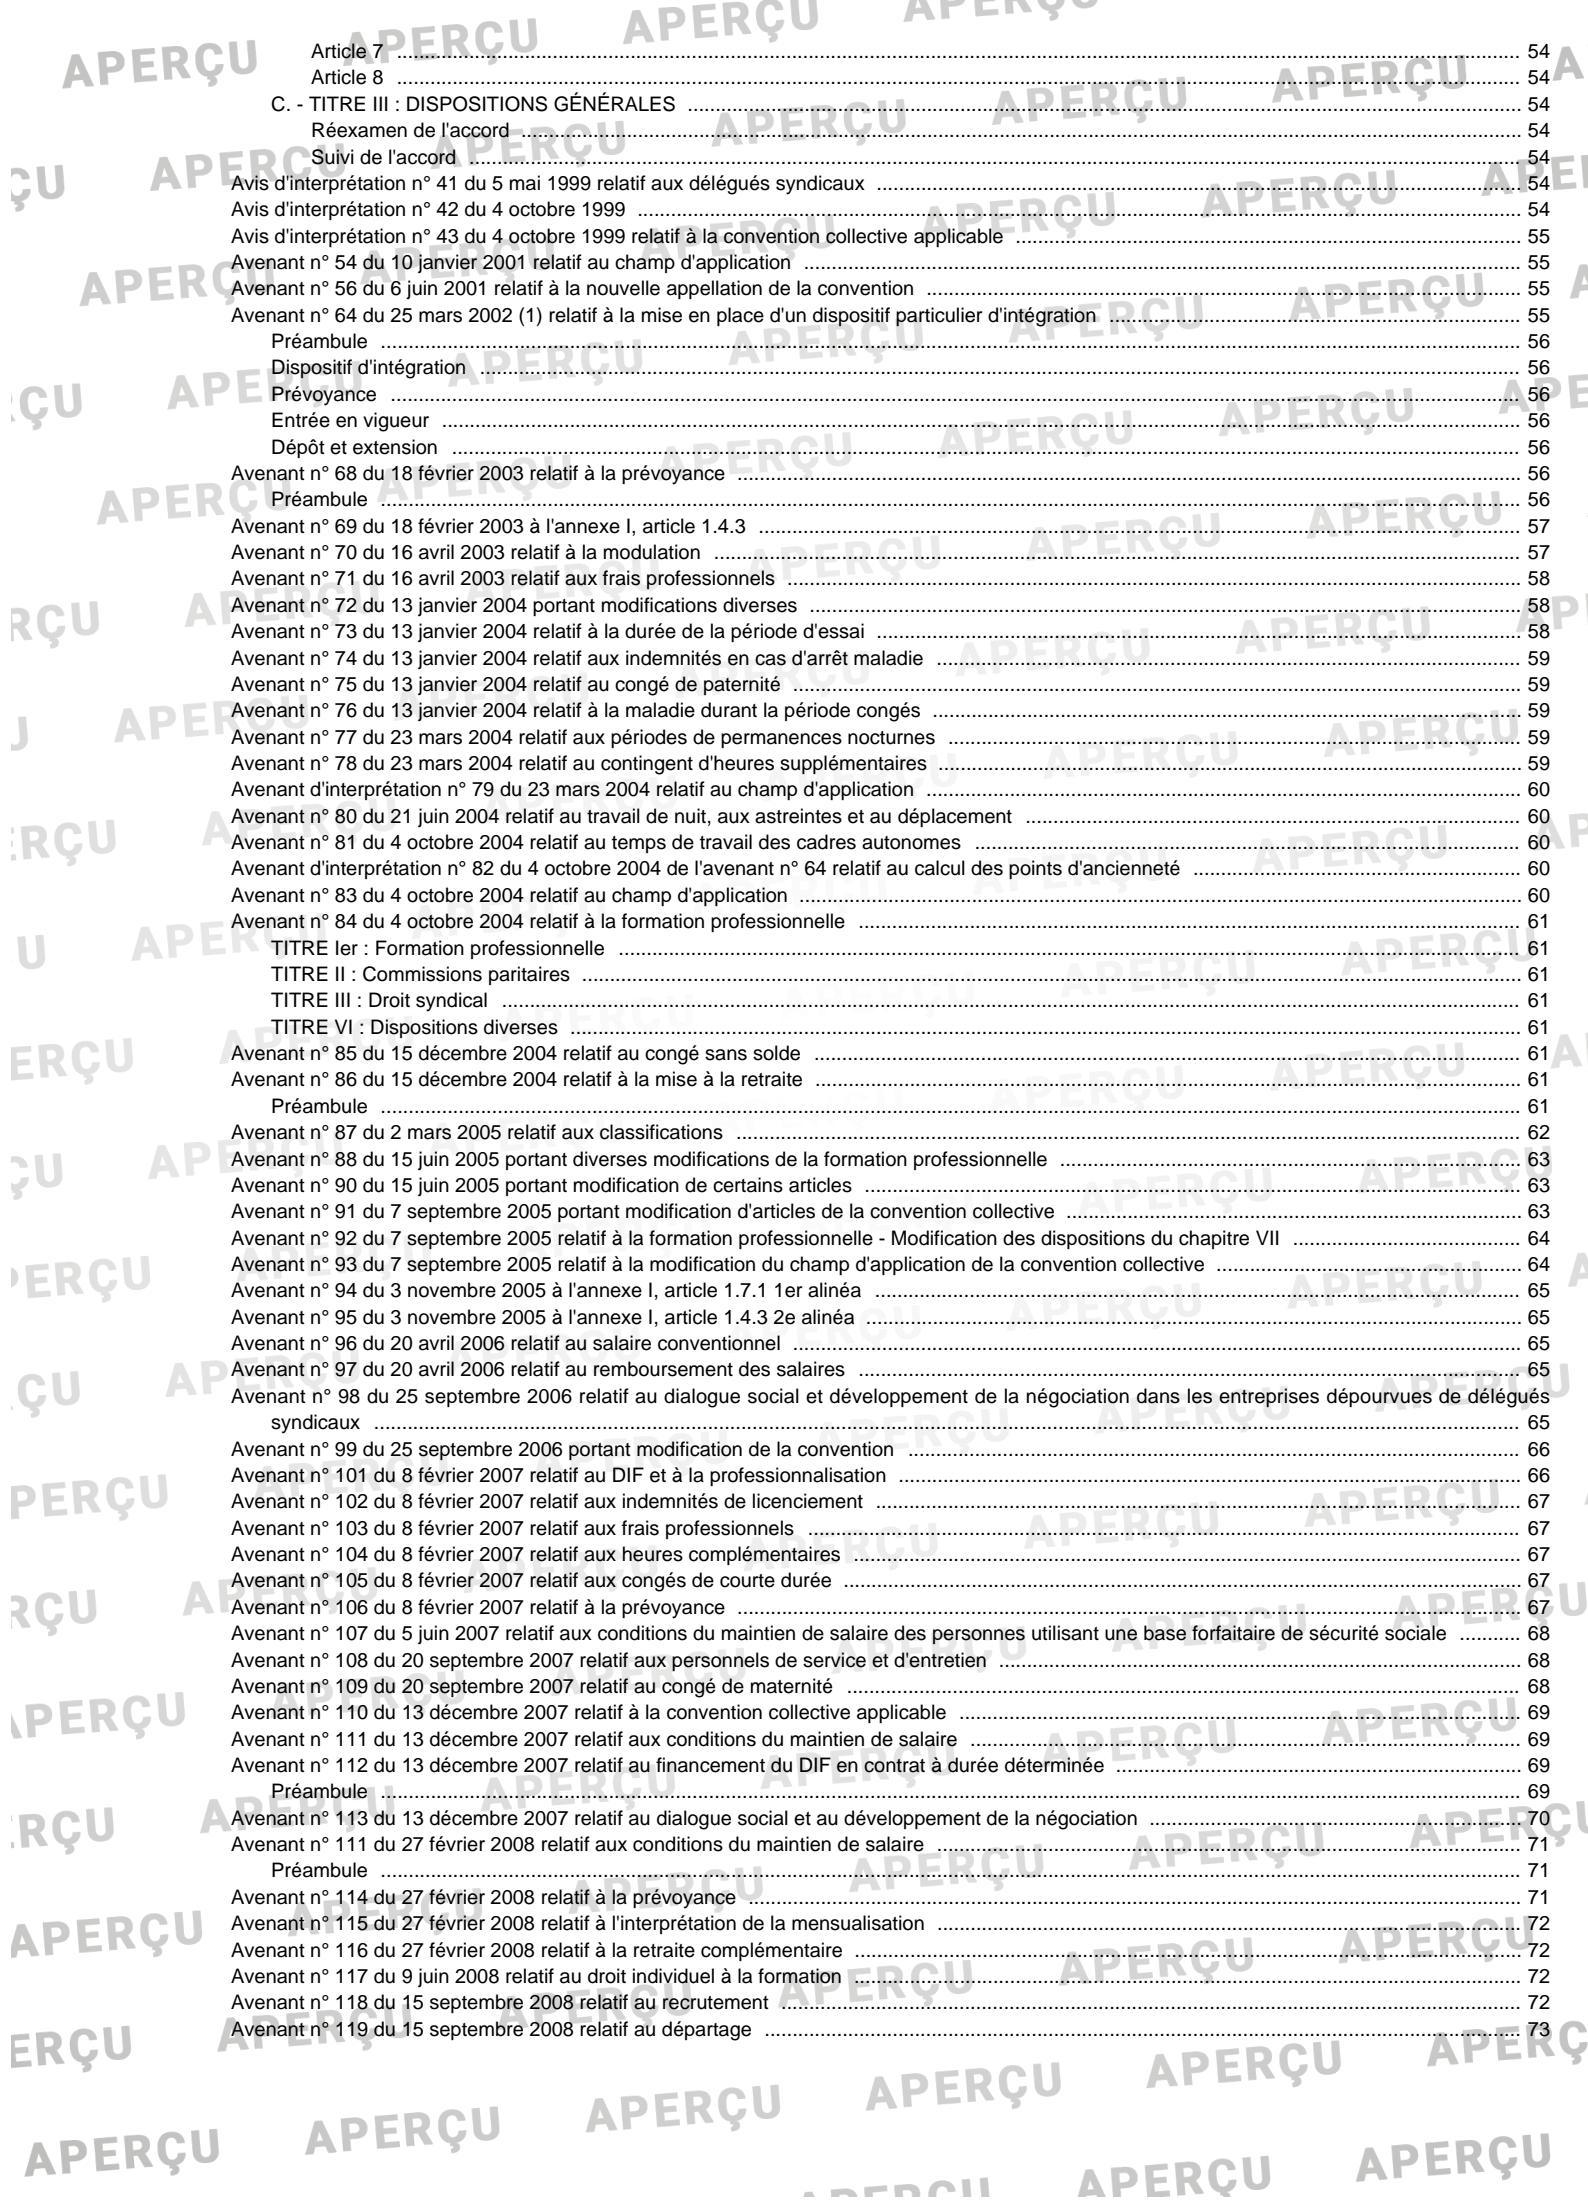 Article 7 ........ 54
Article 8 ........ 54
C. - TITRE III : DISPOSITIONS GÉNÉRALES ........ 54
Réexamen de l'accord ........ 54
Suivi de l'accord ........ 54
Avis d'interprétation n° 41 du 5 mai 1999 relatif aux délégués syndicaux ........ 54
Avis d'interprétation n° 42 du 4 octobre 1999 ........ 54
Avis d'interprétation n° 43 du 4 octobre 1999 relatif à la convention collective applicable ........ 55
Avenant n° 54 du 10 janvier 2001 relatif au champ d'application ........ 55
Avenant n° 56 du 6 juin 2001 relatif à la nouvelle appellation de la convention ........ 55
Avenant n° 64 du 25 mars 2002 (1) relatif à la mise en place d'un dispositif particulier d'intégration ........ 55
Préambule ........ 56
Dispositif d'intégration ........ 56
Prévoyance ........ 56
Entrée en vigueur ........ 56
Dépôt et extension ........ 56
Avenant n° 68 du 18 février 2003 relatif à la prévoyance ........ 56
Préambule ........ 56
Avenant n° 69 du 18 février 2003 à l'annexe I, article 1.4.3 ........ 57
Avenant n° 70 du 16 avril 2003 relatif à la modulation ........ 57
Avenant n° 71 du 16 avril 2003 relatif aux frais professionnels ........ 58
Avenant n° 72 du 13 janvier 2004 portant modifications diverses ........ 58
Avenant n° 73 du 13 janvier 2004 relatif à la durée de la période d'essai ........ 58
Avenant n° 74 du 13 janvier 2004 relatif aux indemnités en cas d'arrêt maladie ........ 59
Avenant n° 75 du 13 janvier 2004 relatif au congé de paternité ........ 59
Avenant n° 76 du 13 janvier 2004 relatif à la maladie durant la période congés ........ 59
Avenant n° 77 du 23 mars 2004 relatif aux périodes de permanences nocturnes ........ 59
Avenant n° 78 du 23 mars 2004 relatif au contingent d'heures supplémentaires ........ 59
Avenant d'interprétation n° 79 du 23 mars 2004 relatif au champ d'application ........ 60
Avenant n° 80 du 21 juin 2004 relatif au travail de nuit, aux astreintes et au déplacement ........ 60
Avenant n° 81 du 4 octobre 2004 relatif au temps de travail des cadres autonomes ........ 60
Avenant d'interprétation n° 82 du 4 octobre 2004 de l'avenant n° 64 relatif au calcul des points d'ancienneté ........ 60
Avenant n° 83 du 4 octobre 2004 relatif au champ d'application ........ 60
Avenant n° 84 du 4 octobre 2004 relatif à la formation professionnelle ........ 61
TITRE Ier : Formation professionnelle ........ 61
TITRE II : Commissions paritaires ........ 61
TITRE III : Droit syndical ........ 61
TITRE VI : Dispositions diverses ........ 61
Avenant n° 85 du 15 décembre 2004 relatif au congé sans solde ........ 61
Avenant n° 86 du 15 décembre 2004 relatif à la mise à la retraite ........ 61
Préambule ........ 61
Avenant n° 87 du 2 mars 2005 relatif aux classifications ........ 62
Avenant n° 88 du 15 juin 2005 portant diverses modifications de la formation professionnelle ........ 63
Avenant n° 90 du 15 juin 2005 portant modification de certains articles ........ 63
Avenant n° 91 du 7 septembre 2005 portant modification d'articles de la convention collective ........ 63
Avenant n° 92 du 7 septembre 2005 relatif à la formation professionnelle - Modification des dispositions du chapitre VII ........ 64
Avenant n° 93 du 7 septembre 2005 relatif à la modification du champ d'application de la convention collective ........ 64
Avenant n° 94 du 3 novembre 2005 à l'annexe I, article 1.7.1 1er alinéa ........ 65
Avenant n° 95 du 3 novembre 2005 à l'annexe I, article 1.4.3 2e alinéa ........ 65
Avenant n° 96 du 20 avril 2006 relatif au salaire conventionnel ........ 65
Avenant n° 97 du 20 avril 2006 relatif au remboursement des salaires ........ 65
Avenant n° 98 du 25 septembre 2006 relatif au dialogue social et développement de la négociation dans les entreprises dépourvues de délégués
syndicaux ........ 65
Avenant n° 99 du 25 septembre 2006 portant modification de la convention ........ 66
Avenant n° 101 du 8 février 2007 relatif au DIF et à la professionnalisation ........ 66
Avenant n° 102 du 8 février 2007 relatif aux indemnités de licenciement ........ 67
Avenant n° 103 du 8 février 2007 relatif aux frais professionnels ........ 67
Avenant n° 104 du 8 février 2007 relatif aux heures complémentaires ........ 67
Avenant n° 105 du 8 février 2007 relatif aux congés de courte durée ........ 67
Avenant n° 106 du 8 février 2007 relatif à la prévoyance ........ 67
Avenant n° 107 du 5 juin 2007 relatif aux conditions du maintien de salaire des personnes utilisant une base forfaitaire de sécurité sociale ........ 68
Avenant n° 108 du 20 septembre 2007 relatif aux personnels de service et d'entretien ........ 68
Avenant n° 109 du 20 septembre 2007 relatif au congé de maternité ........ 68
Avenant n° 110 du 13 décembre 2007 relatif à la convention collective applicable ........ 69
Avenant n° 111 du 13 décembre 2007 relatif aux conditions du maintien de salaire ........ 69
Avenant n° 112 du 13 décembre 2007 relatif au financement du DIF en contrat à durée déterminée ........ 69
Préambule ........ 69
Avenant n° 113 du 13 décembre 2007 relatif au dialogue social et au développement de la négociation ........ 70
Avenant n° 111 du 27 février 2008 relatif aux conditions du maintien de salaire ........ 71
Préambule ........ 71
Avenant n° 114 du 27 février 2008 relatif à la prévoyance ........ 71
Avenant n° 115 du 27 février 2008 relatif à l'interprétation de la mensualisation ........ 72
Avenant n° 116 du 27 février 2008 relatif à la retraite complémentaire ........ 72
Avenant n° 117 du 9 juin 2008 relatif au droit individuel à la formation ........ 72
Avenant n° 118 du 15 septembre 2008 relatif au recrutement ........ 72
Avenant n° 119 du 15 septembre 2008 relatif au départage ........ 73
APERÇU